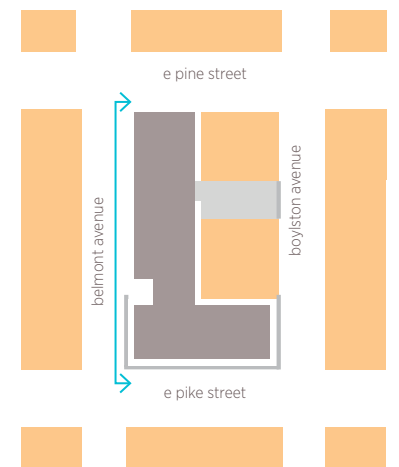 e pine street
belmont avenue
boylston avenue
e pike street